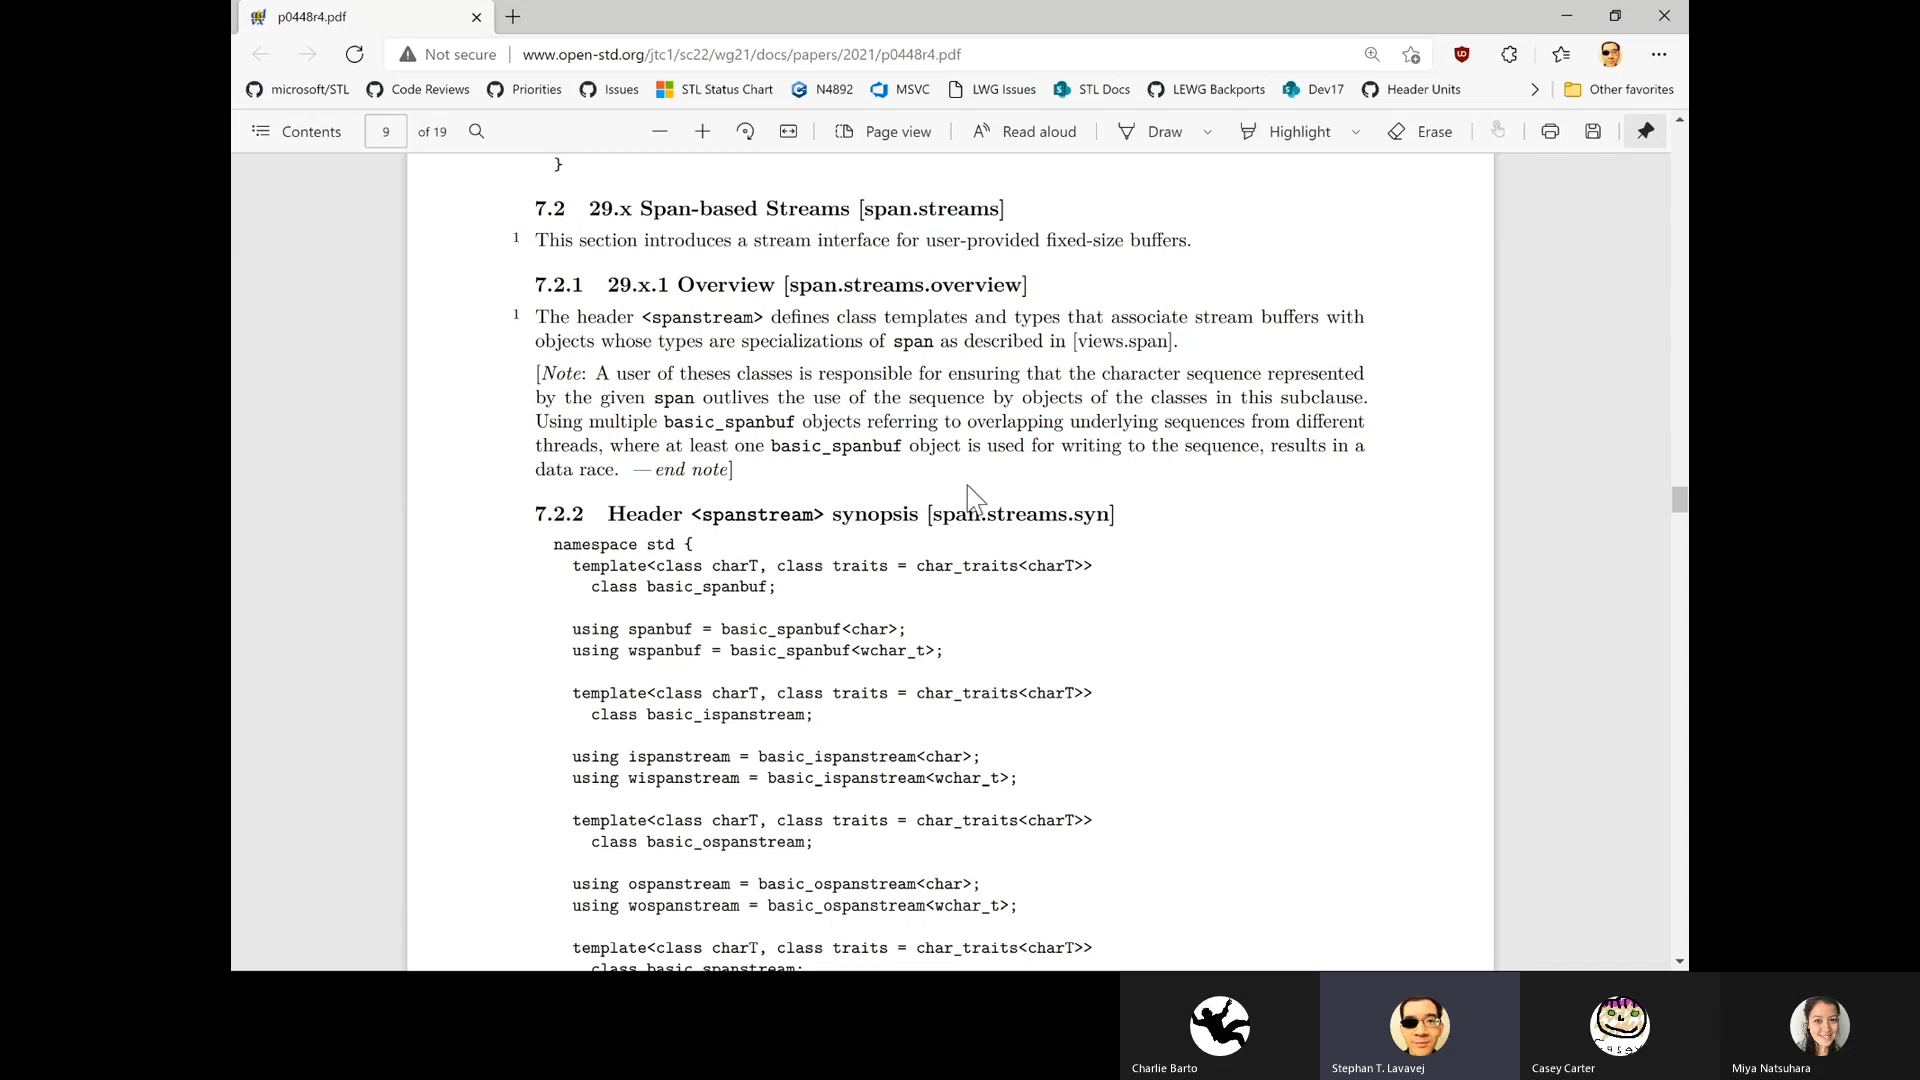 p0448r4.pdf
Not secure
www.open-std.org/jtc1/sc22/wg21/docs/papers/2021/p0448r4.pdf
microsoft/STL Code Reviews Priorities Issues STL Status Chart N4892 MSVC LWG Issues STL Docs LEWG Backports Dev17 Header Units Other favorites
Contents 9 of 19 Page view Read aloud Draw Highlight Erase
}
7.2 29.x Span-based Streams [span.streams]
1 This section introduces a stream interface for user-provided fixed-size buffers.
7.2.1 29.x.1 Overview [span.streams.overview]
1 The header <spanstream> defines class templates and types that associate stream buffers with
objects whose types are specializations of span as described in [views.span].
[Note: A user of theses classes is responsible for ensuring that the character sequence represented
by the given span outlives the use of the sequence by objects of the classes in this subclause.
Using multiple basic_spanbuf objects referring to overlapping underlying sequences from different
threads, where at least one basic_spanbuf object is used for writing to the sequence, results in a
data race. — end note]
7.2.2 Header <spanstream> synopsis [span.streams.syn]
namespace std {
template<class charT, class traits = char_traits<charT>>
class basic_spanbuf;
using spanbuf = basic_spanbuf<char>;
using wspanbuf = basic_spanbuf<wchar_t>;
template<class charT, class traits = char_traits<charT>>
class basic_ispanstream;
using ispanstream = basic_ispanstream<char>;
using wispanstream = basic_ispanstream<wchar_t>;
template<class charT, class traits = char_traits<charT>>
class basic_ospanstream;
using ospanstream = basic_ospanstream<char>;
using wospanstream = basic_ospanstream<wchar_t>;
template<class charT, class traits = char_traits<charT>>
class basic_spanstream;
Charlie Barto
Stephan T. Lavavej
Casey Carter
Miya Natsuhara